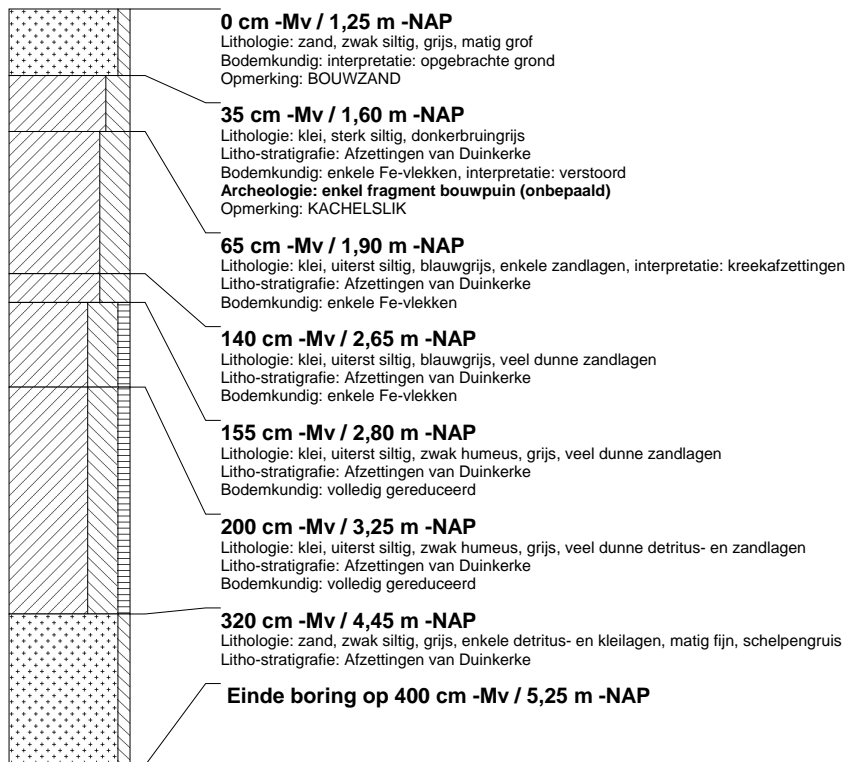 0 cm -Mv / 1,25 m -NAP
Lithologie: zand, zwak siltig, grijs, matig grof
Bodemkundig: interpretatie: opgebrachte grond
Opmerking: BOUWZAND
35 cm -Mv / 1,60 m -NAP
Lithologie: klei, sterk siltig, donkerbruingrijs
Litho-stratigrafie: Afzettingen van Duinkerke
Bodemkundig: enkele Fe-vlekken, interpretatie: verstoord
Archeologie: enkel fragment bouwpuin (onbepaald)
Opmerking: KACHELSLIK
65 cm -Mv / 1,90 m -NAP
Lithologie: klei, uiterst siltig, blauwgrijs, enkele zandlagen, interpretatie: kreekafzettingen
Litho-stratigrafie: Afzettingen van Duinkerke
Bodemkundig: enkele Fe-vlekken
140 cm -Mv / 2,65 m -NAP
Lithologie: klei, uiterst siltig, blauwgrijs, veel dunne zandlagen
Litho-stratigrafie: Afzettingen van Duinkerke
Bodemkundig: enkele Fe-vlekken
155 cm -Mv / 2,80 m -NAP
Lithologie: klei, uiterst siltig, zwak humeus, grijs, veel dunne zandlagen
Litho-stratigrafie: Afzettingen van Duinkerke
Bodemkundig: volledig gereduceerd
200 cm -Mv / 3,25 m -NAP
Lithologie: klei, uiterst siltig, zwak humeus, grijs, veel dunne detritus- en zandlagen
Litho-stratigrafie: Afzettingen van Duinkerke
Bodemkundig: volledig gereduceerd
320 cm -Mv / 4,45 m -NAP
Lithologie: zand, zwak siltig, grijs, enkele detritus- en kleilagen, matig fijn, schelpengruis
Litho-stratigrafie: Afzettingen van Duinkerke
Einde boring op 400 cm -Mv / 5,25 m -NAP